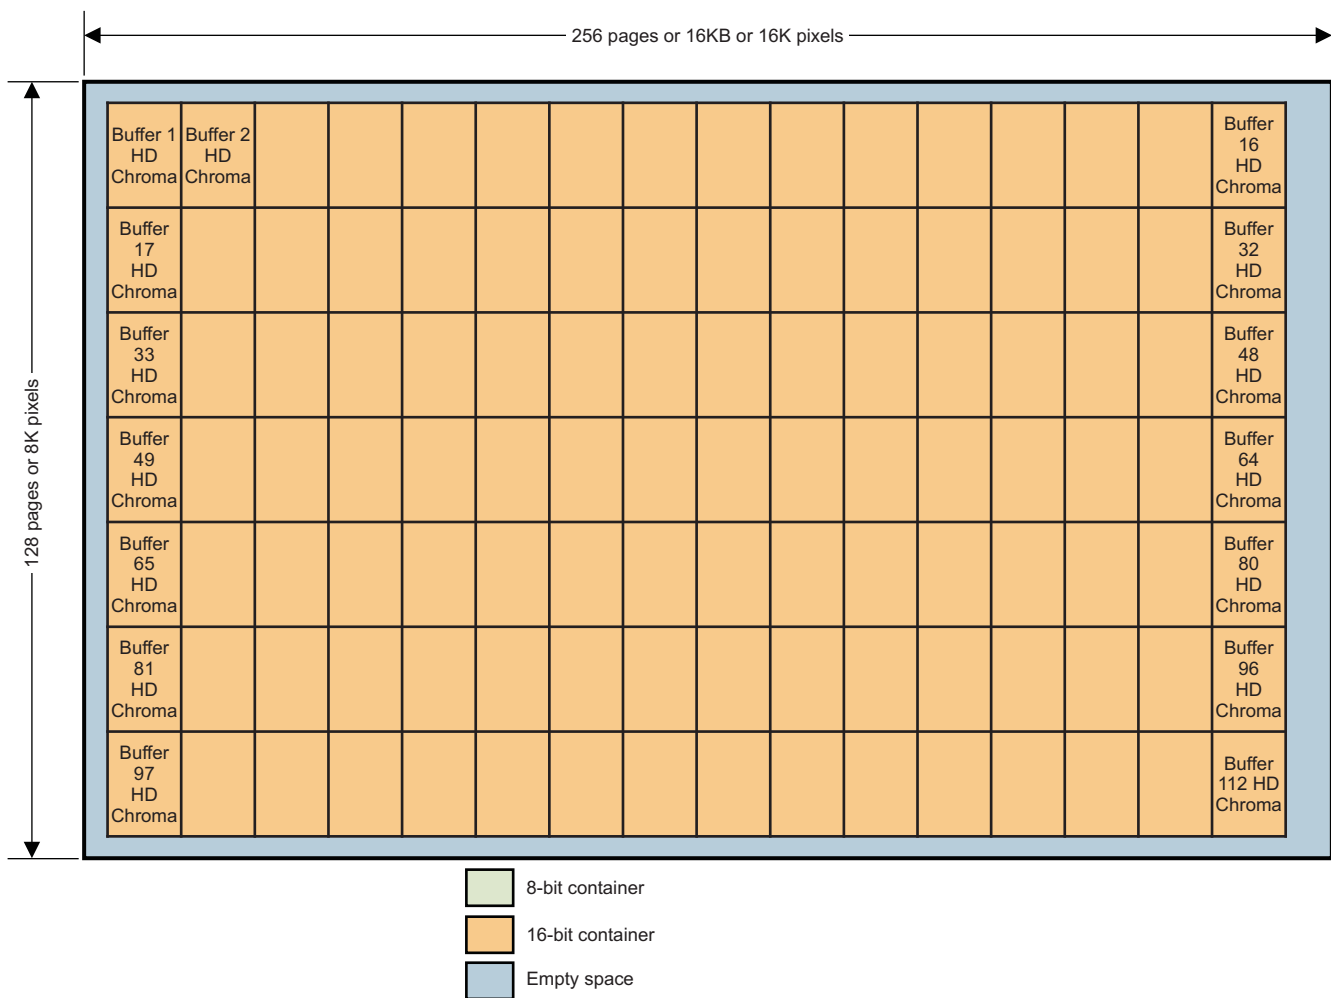 256 pages or 16KB or 16K pixels
128 pages or 8K pixels
Buffer 1
HD
Chroma
Buffer 2
HD
Chroma
Buffer
16
HD
Chroma
Buffer
17
HD
Chroma
Buffer
32
HD
Chroma
Buffer
33
HD
Chroma
Buffer
48
HD
Chroma
Buffer
49
HD
Chroma
Buffer
64
HD
Chroma
Buffer
65
HD
Chroma
Buffer
80
HD
Chroma
Buffer
81
HD
Chroma
Buffer
96
HD
Chroma
Buffer
97
HD
Chroma
Buffer
112 HD
Chroma
8-bit container
16-bit container
Empty space